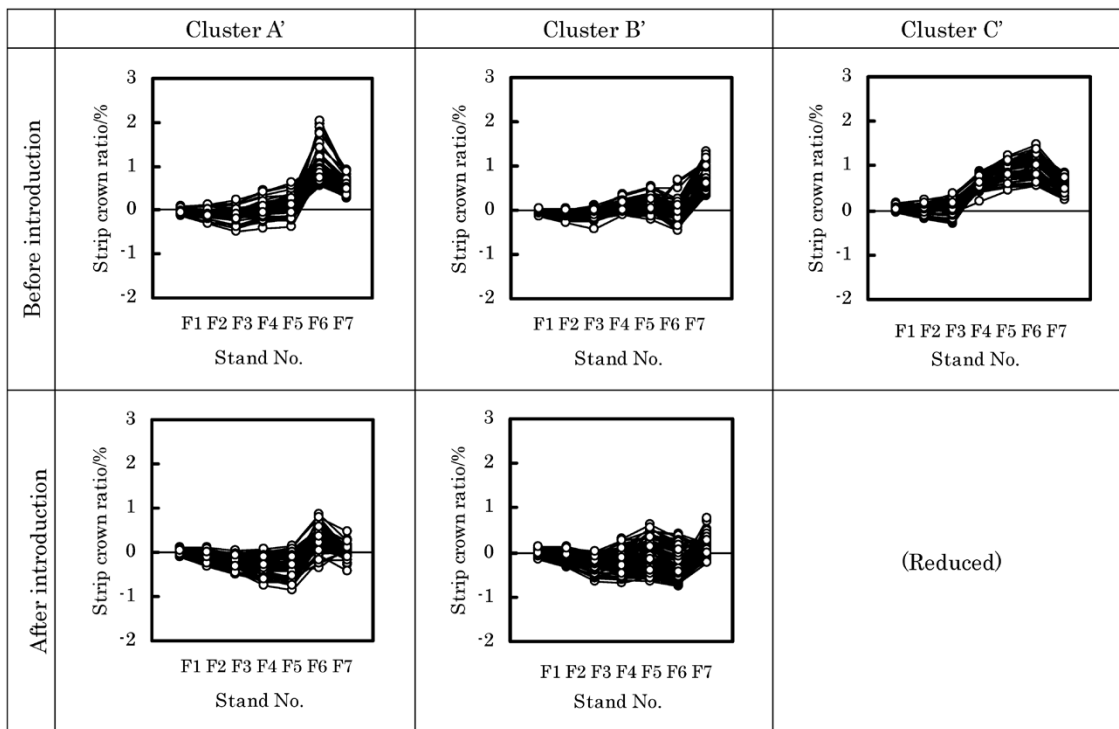 Cluster A’
Cluster B’
Cluster C’
Before introduction
Strip crown ratio/%
3
2
1
0
-1
-2
F1 F2 F3 F4 F5 F6 F7
Stand No.
Strip crown ratio/%
3
2
1
0
-1
-2
F1 F2 F3 F4 F5 F6 F7
Stand No.
Strip crown ratio/%
3
2
1
0
-1
-2
F1 F2 F3 F4 F5 F6 F7
Stand No.
After introduction
Strip crown ratio/%
3
2
1
0
-1
-2
F1 F2 F3 F4 F5 F6 F7
Stand No.
Strip crown ratio/%
3
2
1
0
-1
-2
F1 F2 F3 F4 F5 F6 F7
Stand No.
(Reduced)